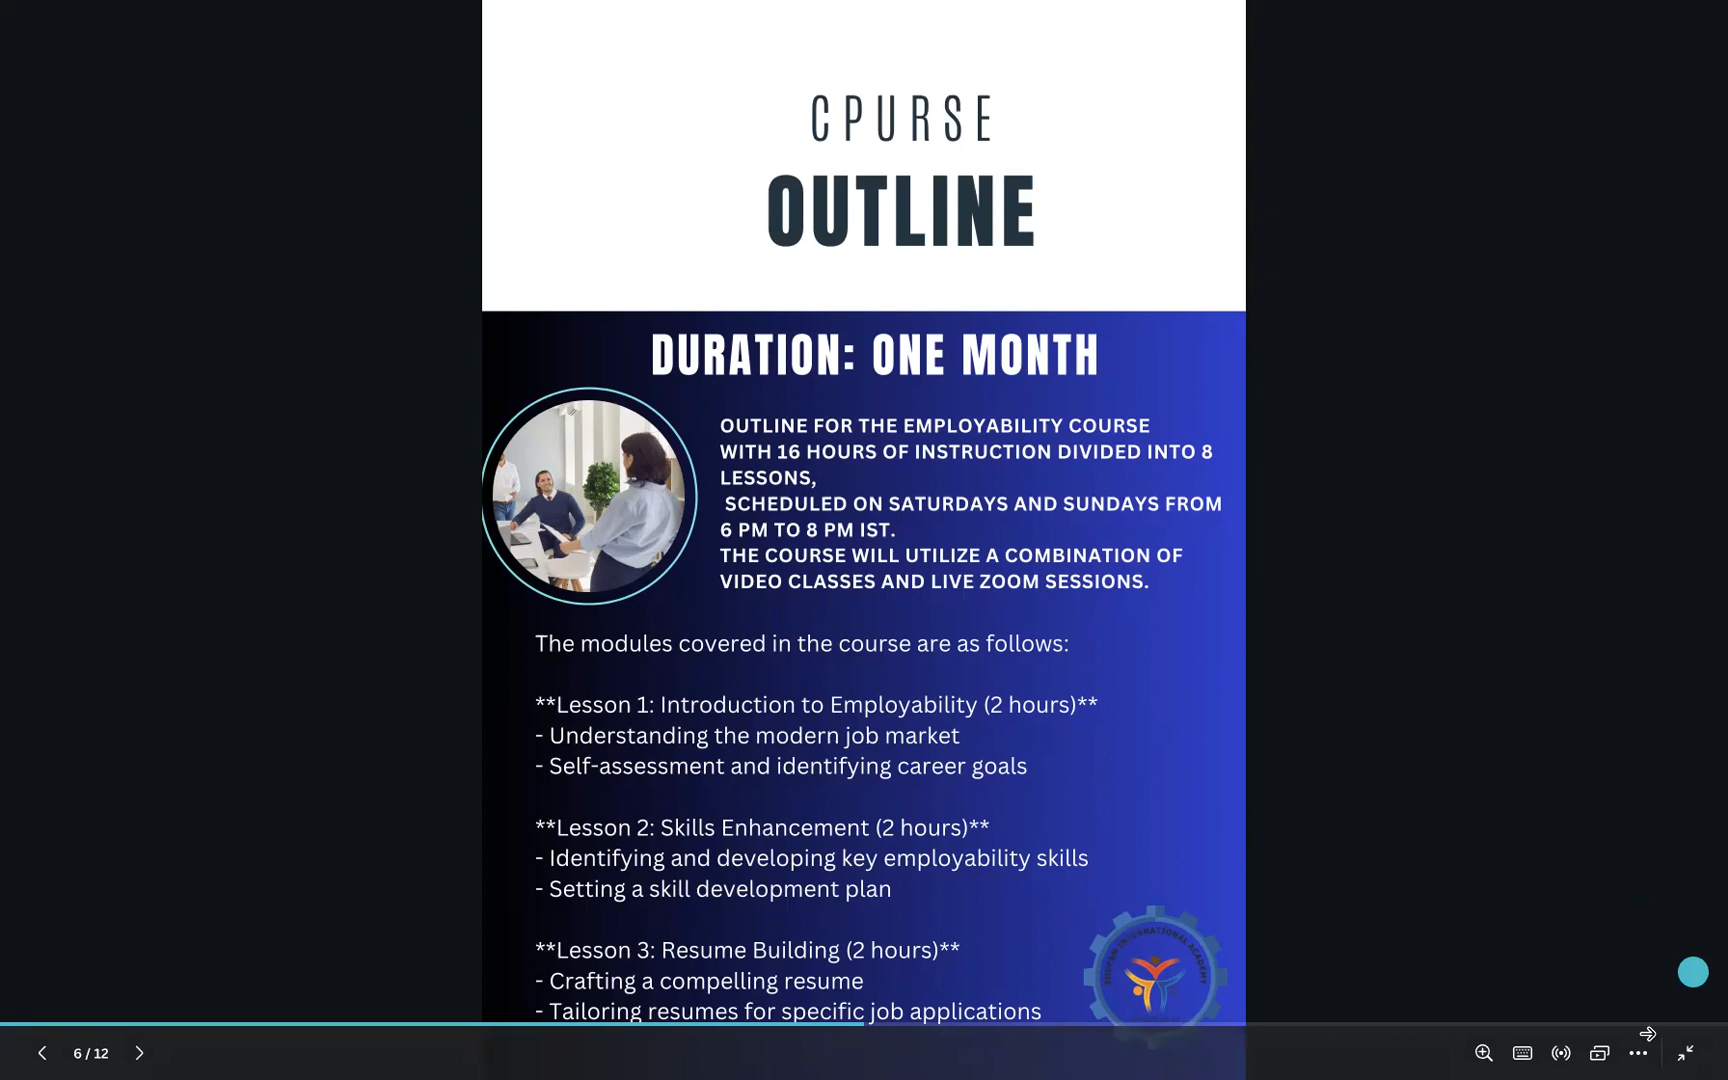 CPURSE
OUTLINE
DURATION: ONE MONTH
OUTLINE FOR THE EMPLOYABILITY COURSE
WITH 16 HOURS OF INSTRUCTION DIVIDED INTO 8
LESSONS,
SCHEDULED ON SATURDAYS AND SUNDAYS FROM
6 PM TO 8 PM IST.
THE COURSE WILL UTILIZE A COMBINATION OF
VIDEO CLASSES AND LIVE ZOOM SESSIONS.
The modules covered in the course are as follows:
**Lesson 1: Introduction to Employability (2 hours)**
- Understanding the modern job market
- Self-assessment and identifying career goals
**Lesson 2: Skills Enhancement (2 hours)**
- Identifying and developing key employability skills
- Setting a skill development plan
**Lesson 3: Resume Building (2 hours)**
- Crafting a compelling resume
- Tailoring resumes for specific job applications
INTERNATIONAL ACADEMY
6 / 12